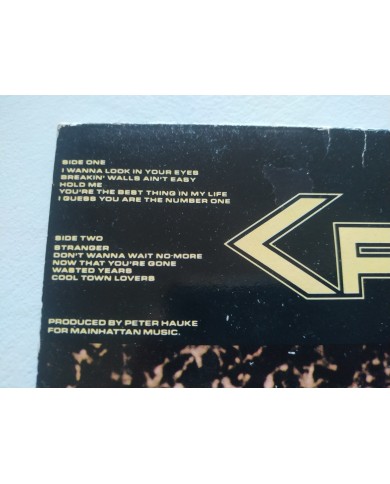 SIDE ONE
I WANNA LOOK IN YOUR EYES
BREAKIN' WALLS AIN'T EASY
HOLD ME
YOU'RE THE BEST THING IN MY LIFE
I GUESS YOU ARE THE NUMBER ONE
SIDE TWO
STRANGER
DON'T WANNA WAIT NO-MORE
NOW THAT YOU'RE GONE
WASTED YEARS
COOL TOWN LOVERS
PRODUCED BY PETER HAUKE
FOR MAINHATTAN MUSIC.